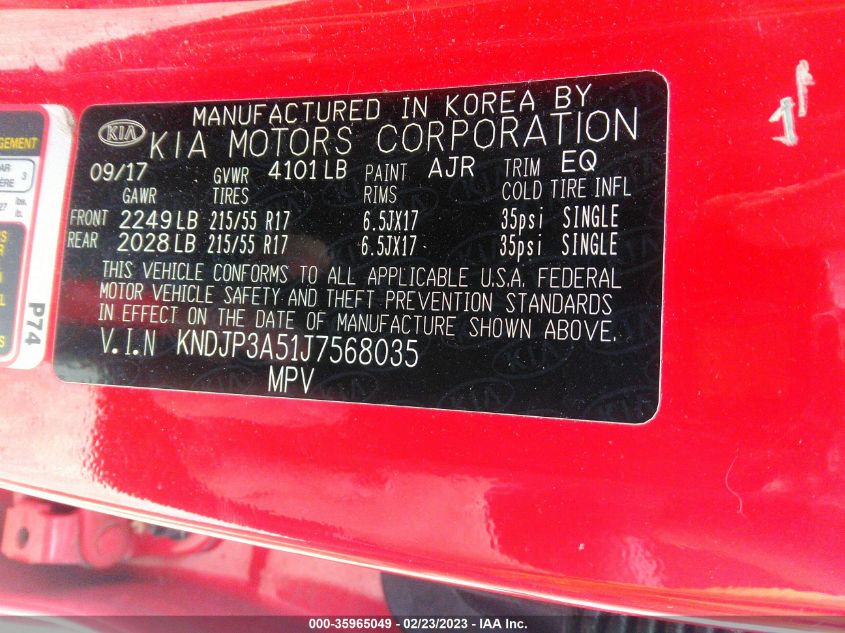 MANUFACTURED IN KOREA BY
KIA KIA MOTORS CORPORATION
09/17 GVWR 4101 LB PAINT AJR TRIM EQ
GAWR TIRES RIMS COLD TIRE INFL
FRONT 2249 LB 215/55 R17 6.5JX17 35psi SINGLE
REAR 2028 LB 215/55 R17 6.5JX17 35psi SINGLE
THIS VEHICLE CONFORMS TO ALL APPLICABLE U.S.A. FEDERAL
MOTOR VEHICLE SAFETY AND THEFT PREVENTION STANDARDS
IN EFFECT ON THE DATE OF MANUFACTURE SHOWN ABOVE.
V.I.N KNDJP3A51J7568035
MPV
3
27 lbs.
lb.
P74
000-35965049 - 02/23/2023 - IAA Inc.